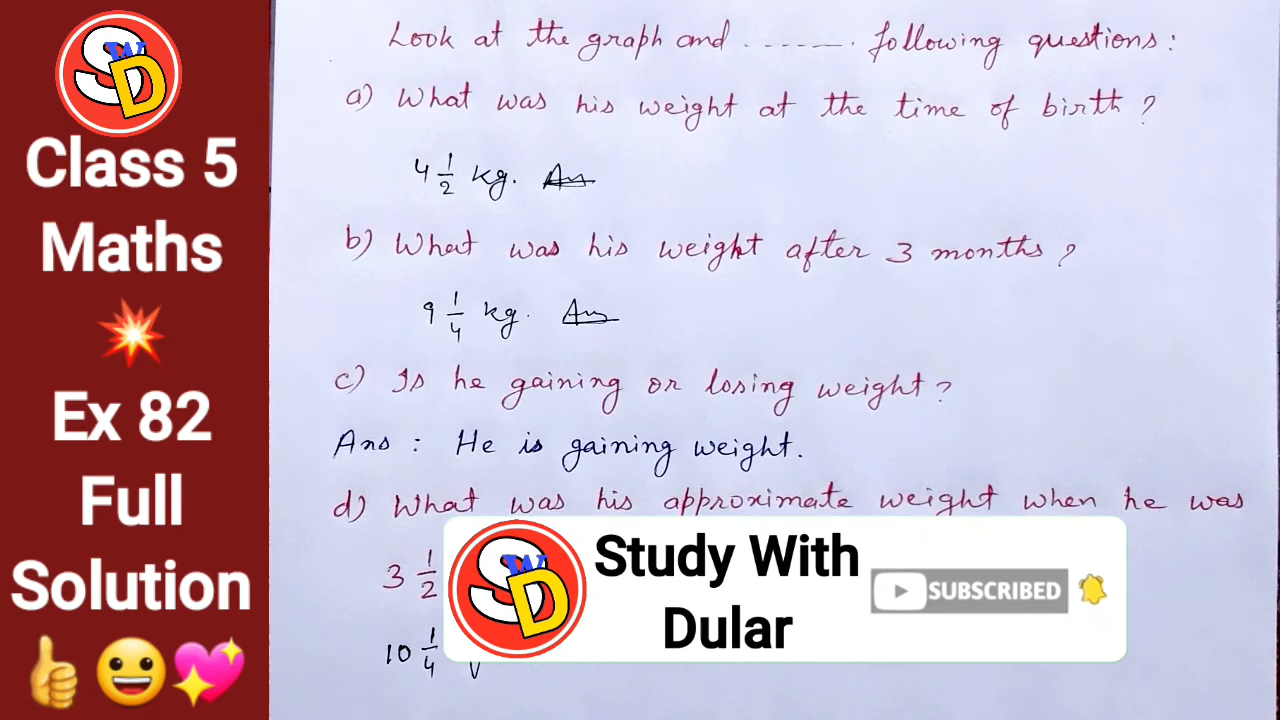 SWD
Class 5
Maths
Ex 82
Full
Solution
Look at the graph and ....... following questions:
a) What was his weight at the time of birth?
4 1/2 kg. Ans
b) What was his weight after 3 months?
9 1/4 kg. Ans
c) Is he gaining or losing weight?
Ans : He is gaining weight.
d) What was his approximate weight when he was
3 1/2
10 1/4
SWD
Study With
Dular
SUBSCRIBED